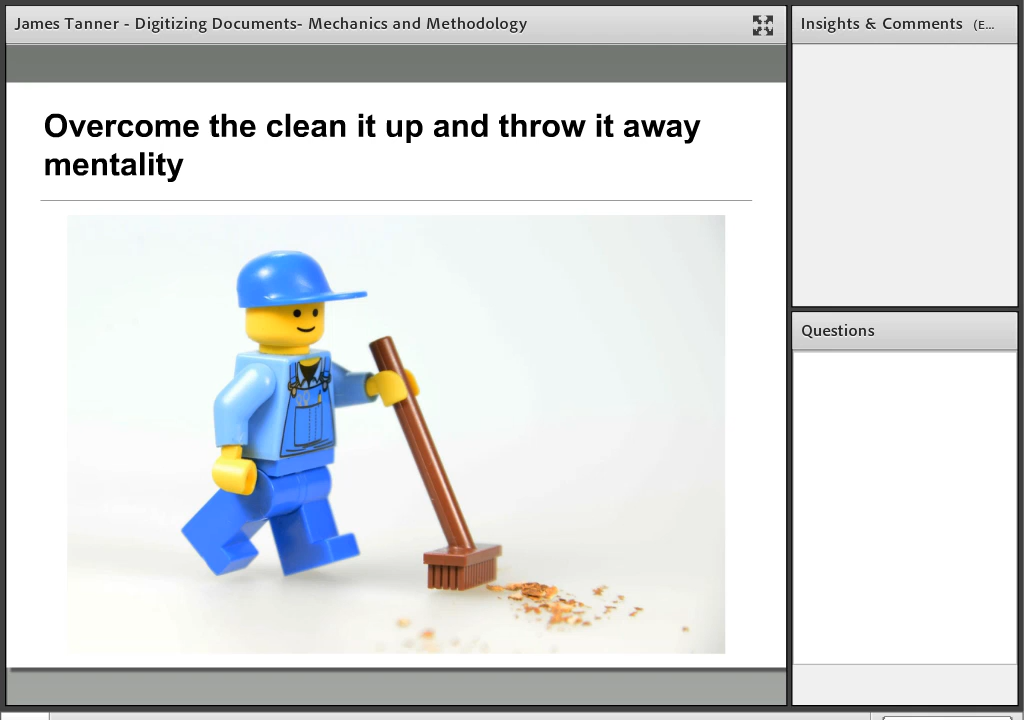 James Tanner - Digitizing Documents- Mechanics and Methodology
Insights & Comments (E...
Overcome the clean it up and throw it away
mentality
Questions